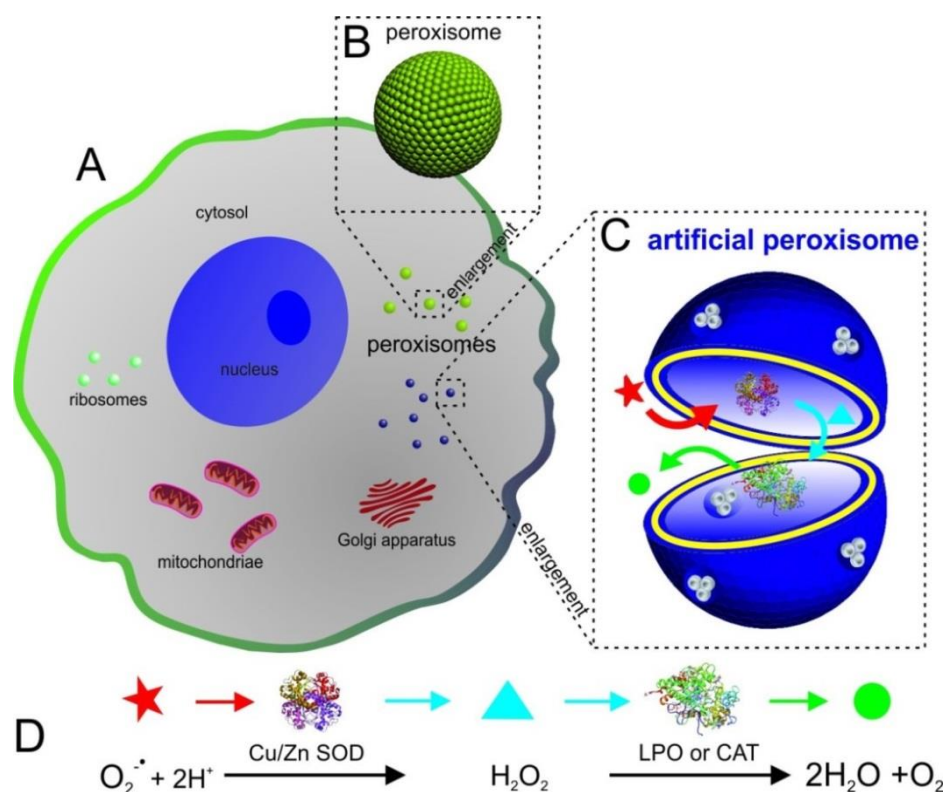 B peroxisome
A
cytosol
enlargement
C artificial peroxisome
peroxisomes
nucleus
ribosomes
mitochondriae
Golgi apparatus
enlargement
D
Cu/Zn SOD
LPO or CAT
O₂⁻• + 2H⁺
H₂O₂
2H₂O +O₂